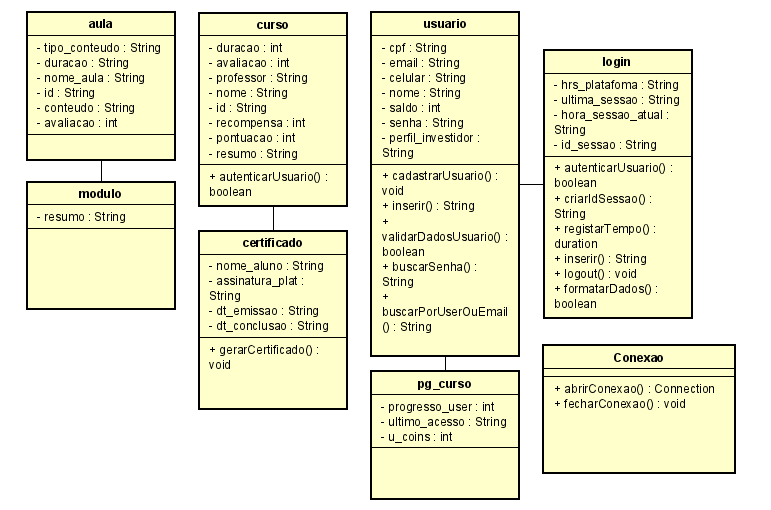 aula
- tipo_conteudo : String
- duracao : String
- nome_aula : String
- id : String
- conteudo : String
- avaliacao : int
modulo
- resumo : String
curso
- duracao : int
- avaliacao : int
- professor : String
- nome : String
- id : String
- recompensa : int
- pontuacao : int
- resumo : String
+ autenticarUsuario() :
boolean
certificado
- nome_aluno : String
- assinatura_plat :
String
- dt_emissao : String
- dt_conclusao : String
+ gerarCertificado() :
void
usuario
- cpf : String
- email : String
- celular : String
- nome : String
- saldo : int
- senha : String
- perfil_investidor :
String
+ cadastrarUsuario() :
void
+ inserir() : String
+
validarDadosUsuario() :
boolean
+ buscarSenha() :
String
+
buscarPorUserOuEmail
() : String
pg_curso
- progresso_user : int
- ultimo_acesso : String
- u_coins : int
login
- hrs_platafoma : String
- ultima_sessao : String
- hora_sessao_atual :
String
- id_sessao : String
+ autenticarUsuario() :
boolean
+ criarIdSessao() :
String
+ registarTempo() :
duration
+ inserir() : String
+ logout() : void
+ formatarDados() :
boolean
Conexao
+ abrirConexao() : Connection
+ fecharConexao() : void